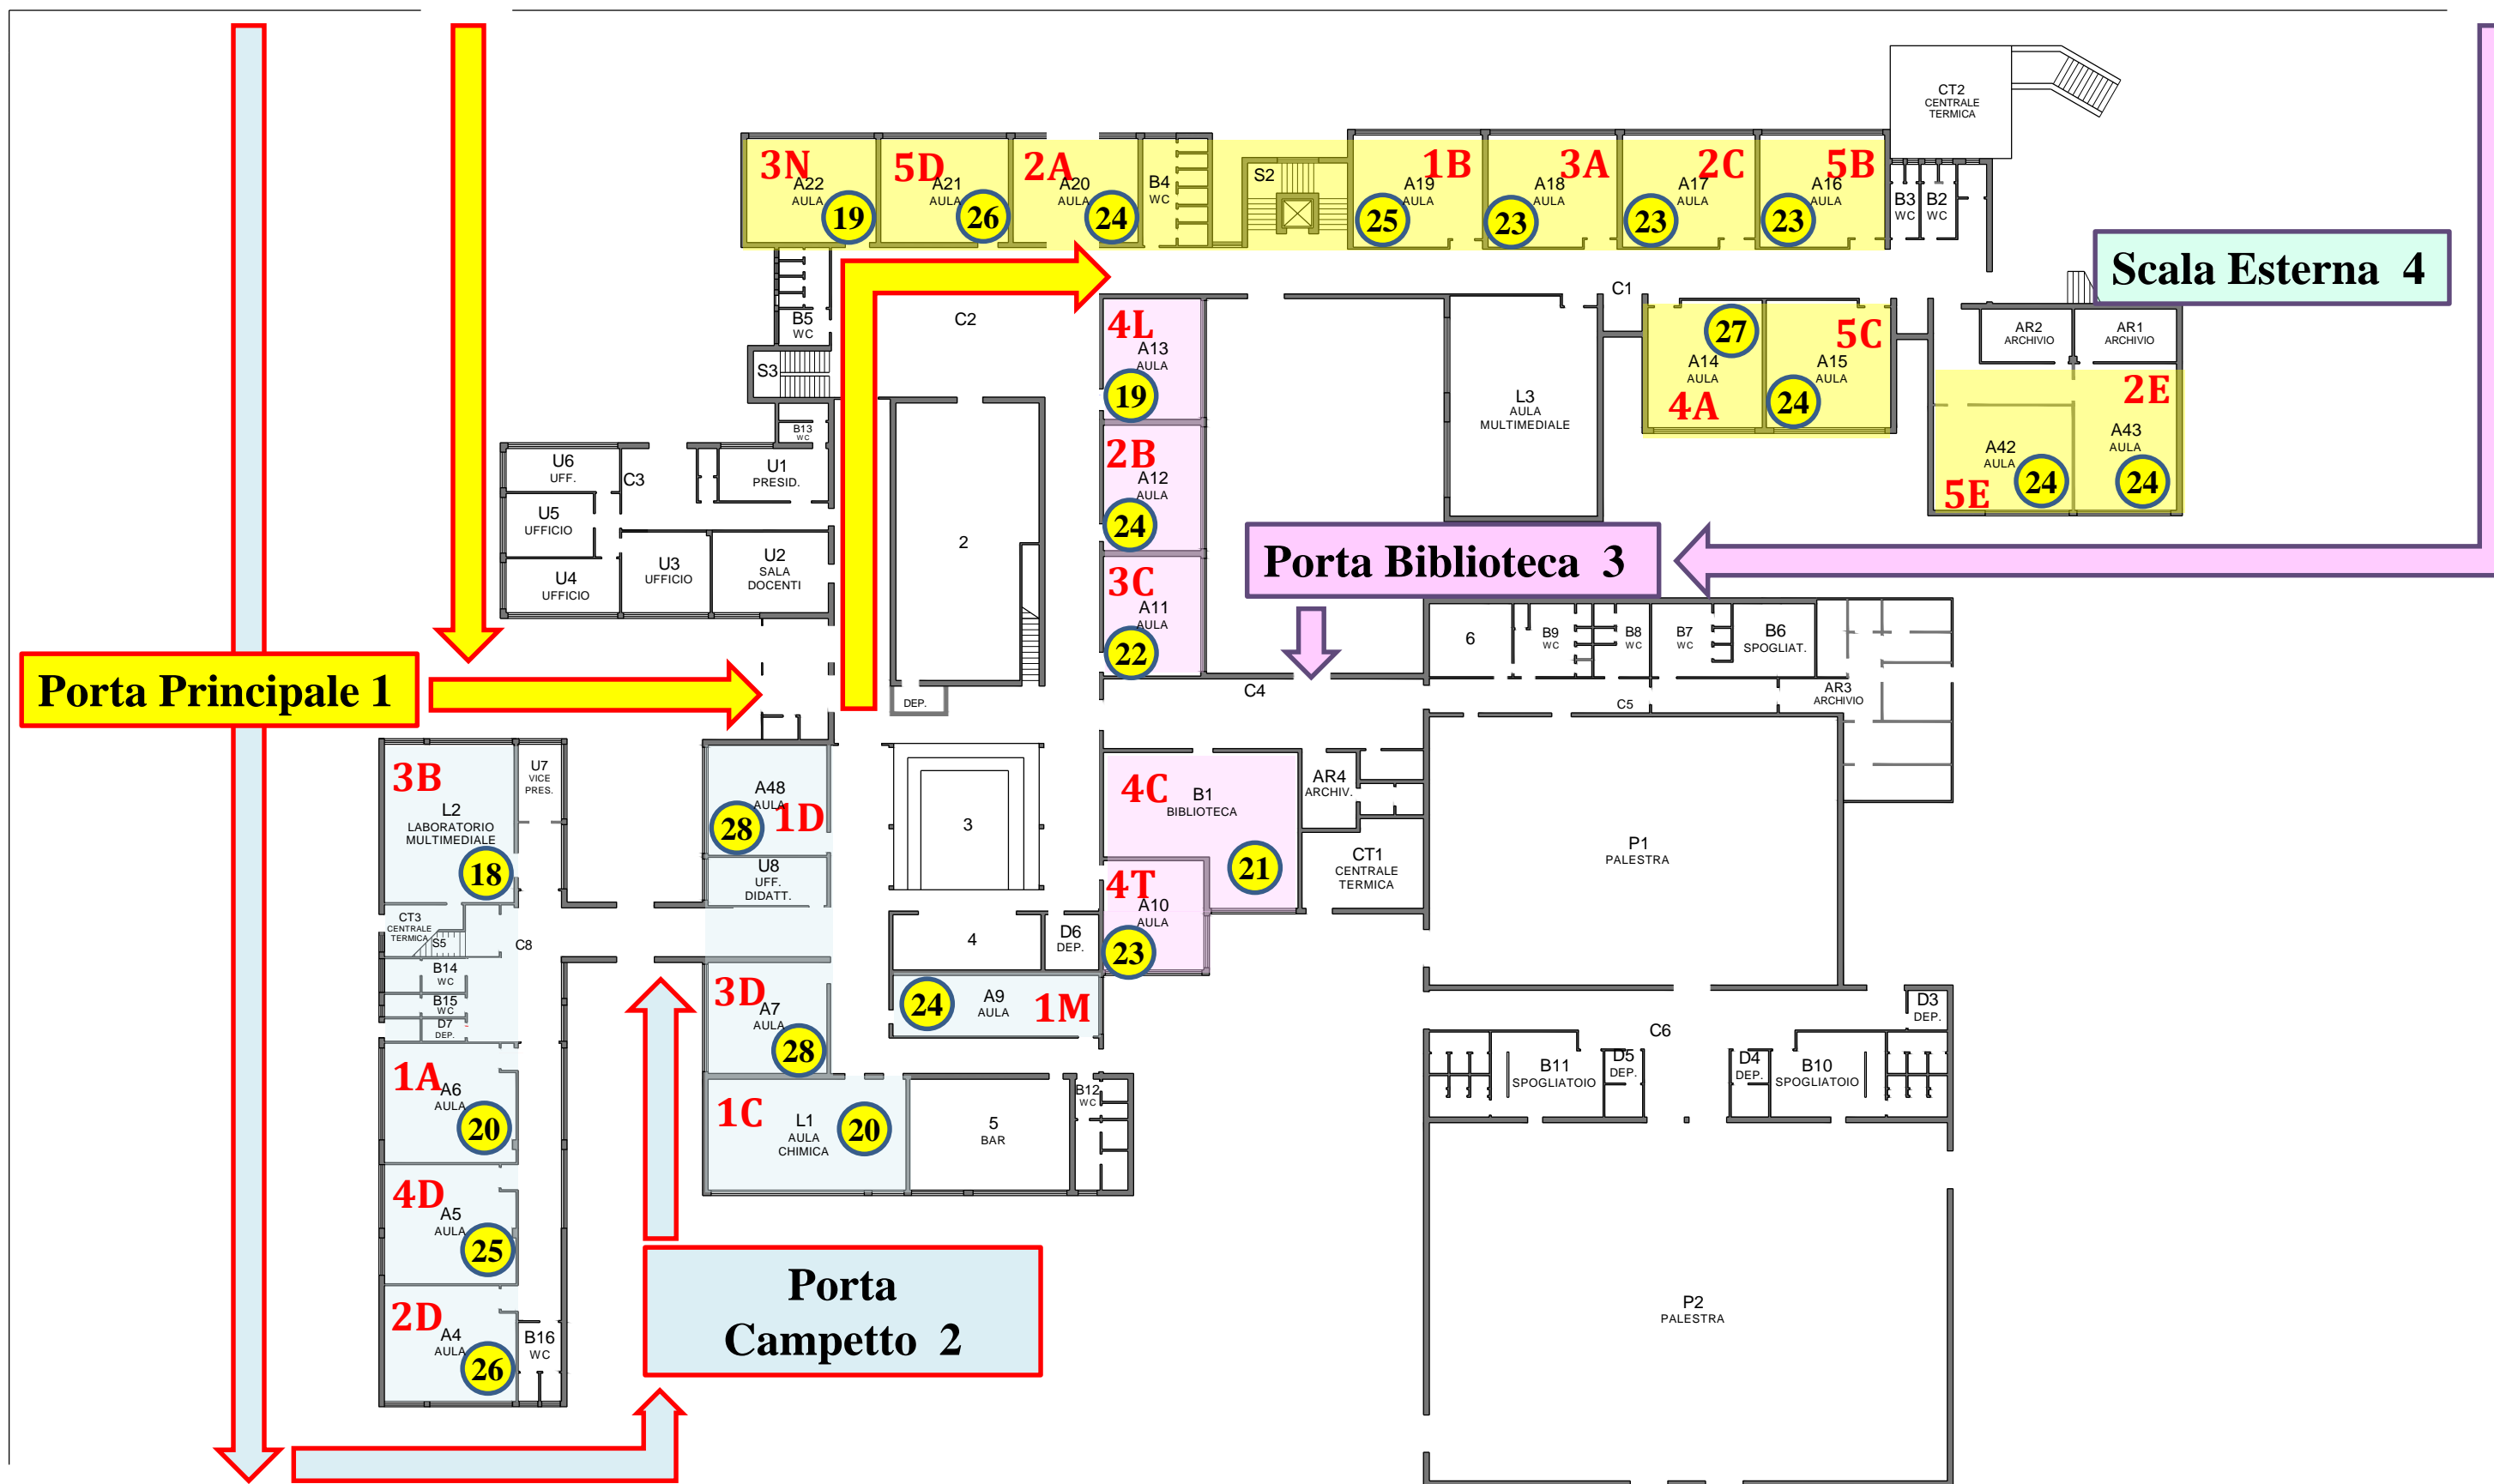 CT2
CENTRALE
TERMICA
3N
A22
AULA
19
5D
A21
AULA
26
2A
A20
AULA
24
B4
WC
S2
1B
A19
AULA
25
3A
A18
AULA
23
2C
A17
AULA
23
5B
A16
AULA
23
B3
WC
B2
WC
Scala Esterna 4
B5
WC
C2
S3
4L
A13
AULA
19
C1
27
A14
AULA
4A
5C
A15
AULA
24
AR2
ARCHIVIO
AR1
ARCHIVIO
L3
AULA
MULTIMEDIALE
2E
A43
AULA
24
A42
AULA
24
5E
B13
WC
U6
UFF.
C3
U1
PRESID.
2B
A12
AULA
24
U5
UFFICIO
U3
UFFICIO
U2
SALA
DOCENTI
U4
UFFICIO
2
Porta Biblioteca 3
3C
A11
AULA
22
6
B9
WC
B8
WC
B7
WC
B6
SPOGLIAT.
Porta Principale 1
DEP.
C4
AR3
ARCHIVIO
C5
3B
L2
LABORATORIO
MULTIMEDIALE
18
U7
VICE
PRES.
A48
AULA
28
1D
U8
UFF.
DIDATT.
3
4C
B1
BIBLIOTECA
21
AR4
ARCHIV.
CT1
CENTRALE
TERMICA
P1
PALESTRA
4T
A10
AULA
23
CT3
CENTRALE
TERMICA
S5
C8
4
D6
DEP.
B14
WC
B15
WC
D7
DEP.
3D
A7
AULA
28
24
A9
AULA
1M
D3
DEP.
C6
1A
A6
AULA
20
1C
L1
AULA
CHIMICA
20
5
BAR
B12
WC
B11
SPOGLIATOIO
D5
DEP.
D4
DEP.
B10
SPOGLIATOIO
4D
A5
AULA
25
Porta
Campetto 2
2D
A4
AULA
26
B16
WC
P2
PALESTRA